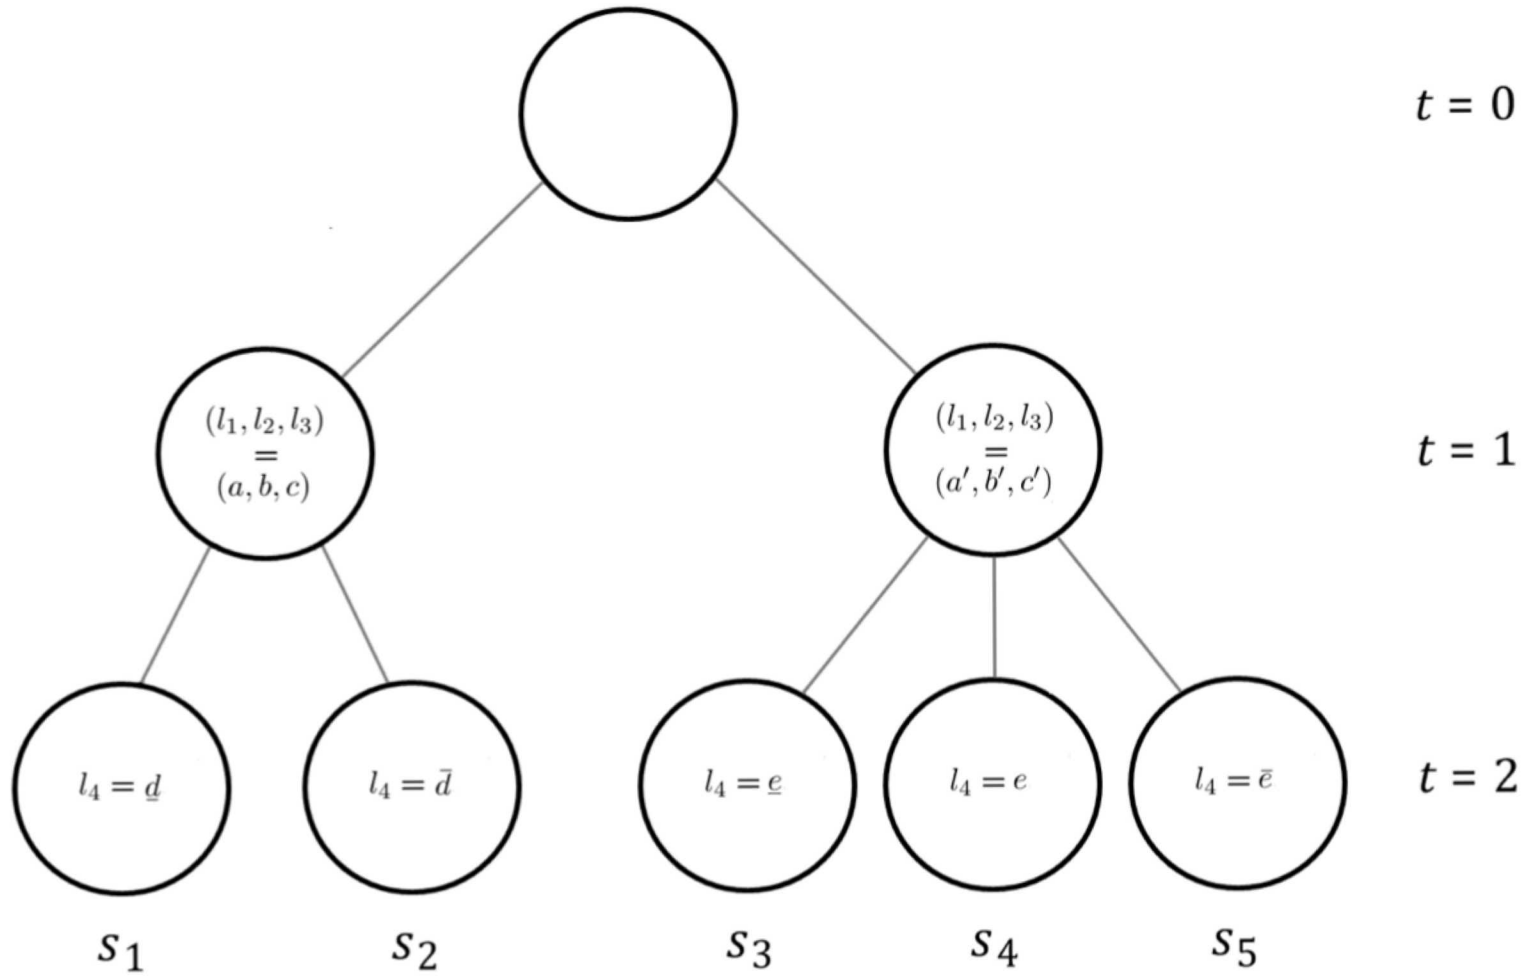 t = 0
(l₁, l₂, l₃)
=
(a, b, c)
(l₁, l₂, l₃)
=
(a′, b′, c′)
t = 1
l₄ = d̲
l₄ = d̄
l₄ = e̲
l₄ = e
l₄ = ē
t = 2
s₁
s₂
s₃
s₄
s₅